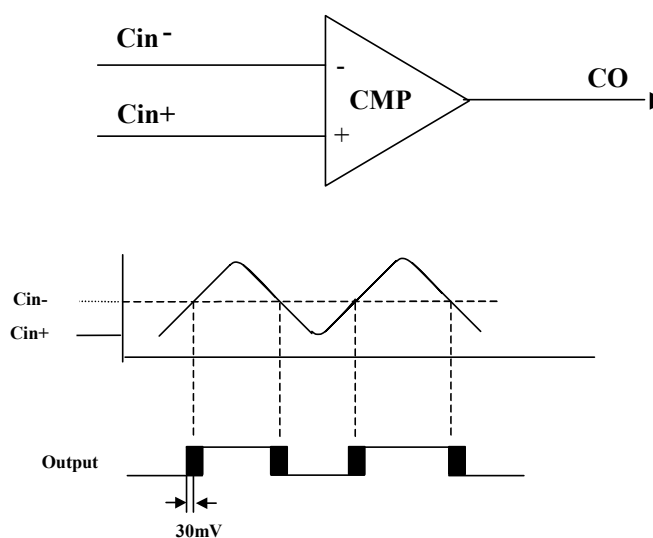 Cin-
CO
-
CMP
Cin+
+
Cin-
Cin+
Output
30mV